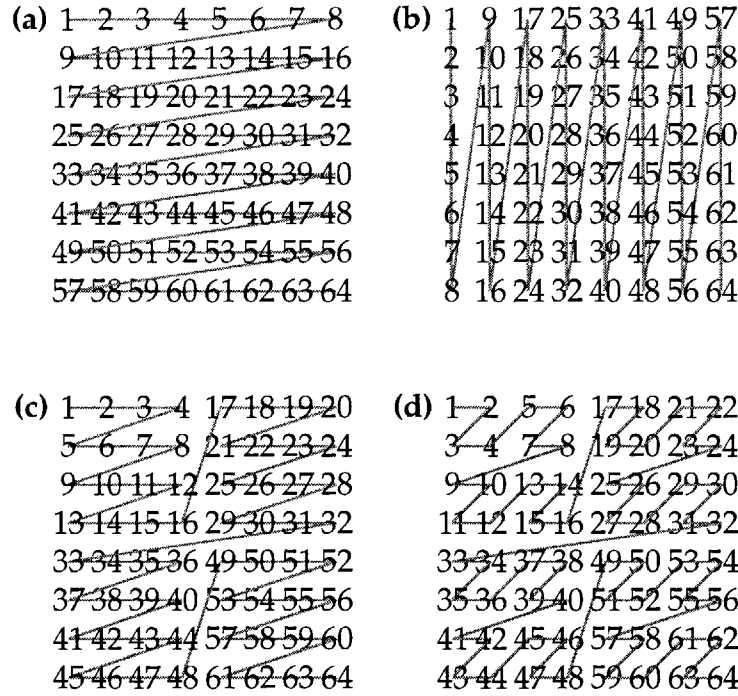 (a) 1 2 3 4 5 6 7 8
9 10 11 12 13 14 15 16
17 18 19 20 21 22 23 24
25 26 27 28 29 30 31 32
33 34 35 36 37 38 39 40
41 42 43 44 45 46 47 48
49 50 51 52 53 54 55 56
57 58 59 60 61 62 63 64
(b) 1 9 17 25 33 41 49 57
2 10 18 26 34 42 50 58
3 11 19 27 35 43 51 59
4 12 20 28 36 44 52 60
5 13 21 29 37 45 53 61
6 14 22 30 38 46 54 62
7 15 23 31 39 47 55 63
8 16 24 32 40 48 56 64
(c) 1 2 3 4 17 18 19 20
5 6 7 8 21 22 23 24
9 10 11 12 25 26 27 28
13 14 15 16 29 30 31 32
33 34 35 36 49 50 51 52
37 38 39 40 53 54 55 56
41 42 43 44 57 58 59 60
45 46 47 48 61 62 63 64
(d) 1 2 5 6 17 18 21 22
3 4 7 8 19 20 23 24
9 10 13 14 25 26 29 30
11 12 15 16 27 28 31 32
33 34 37 38 49 50 53 54
35 36 39 40 51 52 55 56
41 42 45 46 57 58 61 62
43 44 47 48 59 60 63 64